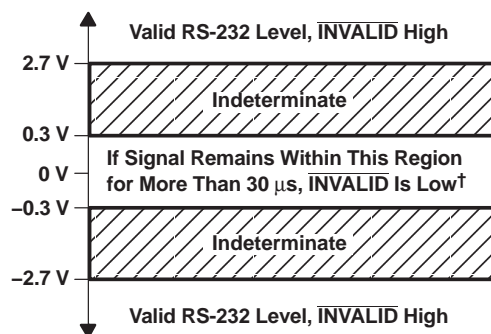 Valid RS-232 Level, INVALID High
2.7 V
Indeterminate
0.3 V
If Signal Remains Within This Region
0 V
for More Than 30 μs, INVALID Is Low†
–0.3 V
Indeterminate
–2.7 V
Valid RS-232 Level, INVALID High